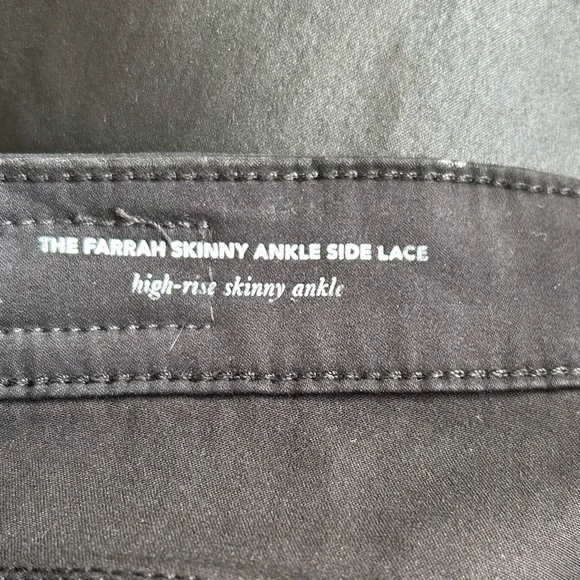 THE FARRAH SKINNY ANKLE SIDE LACE
high-rise skinny ankle